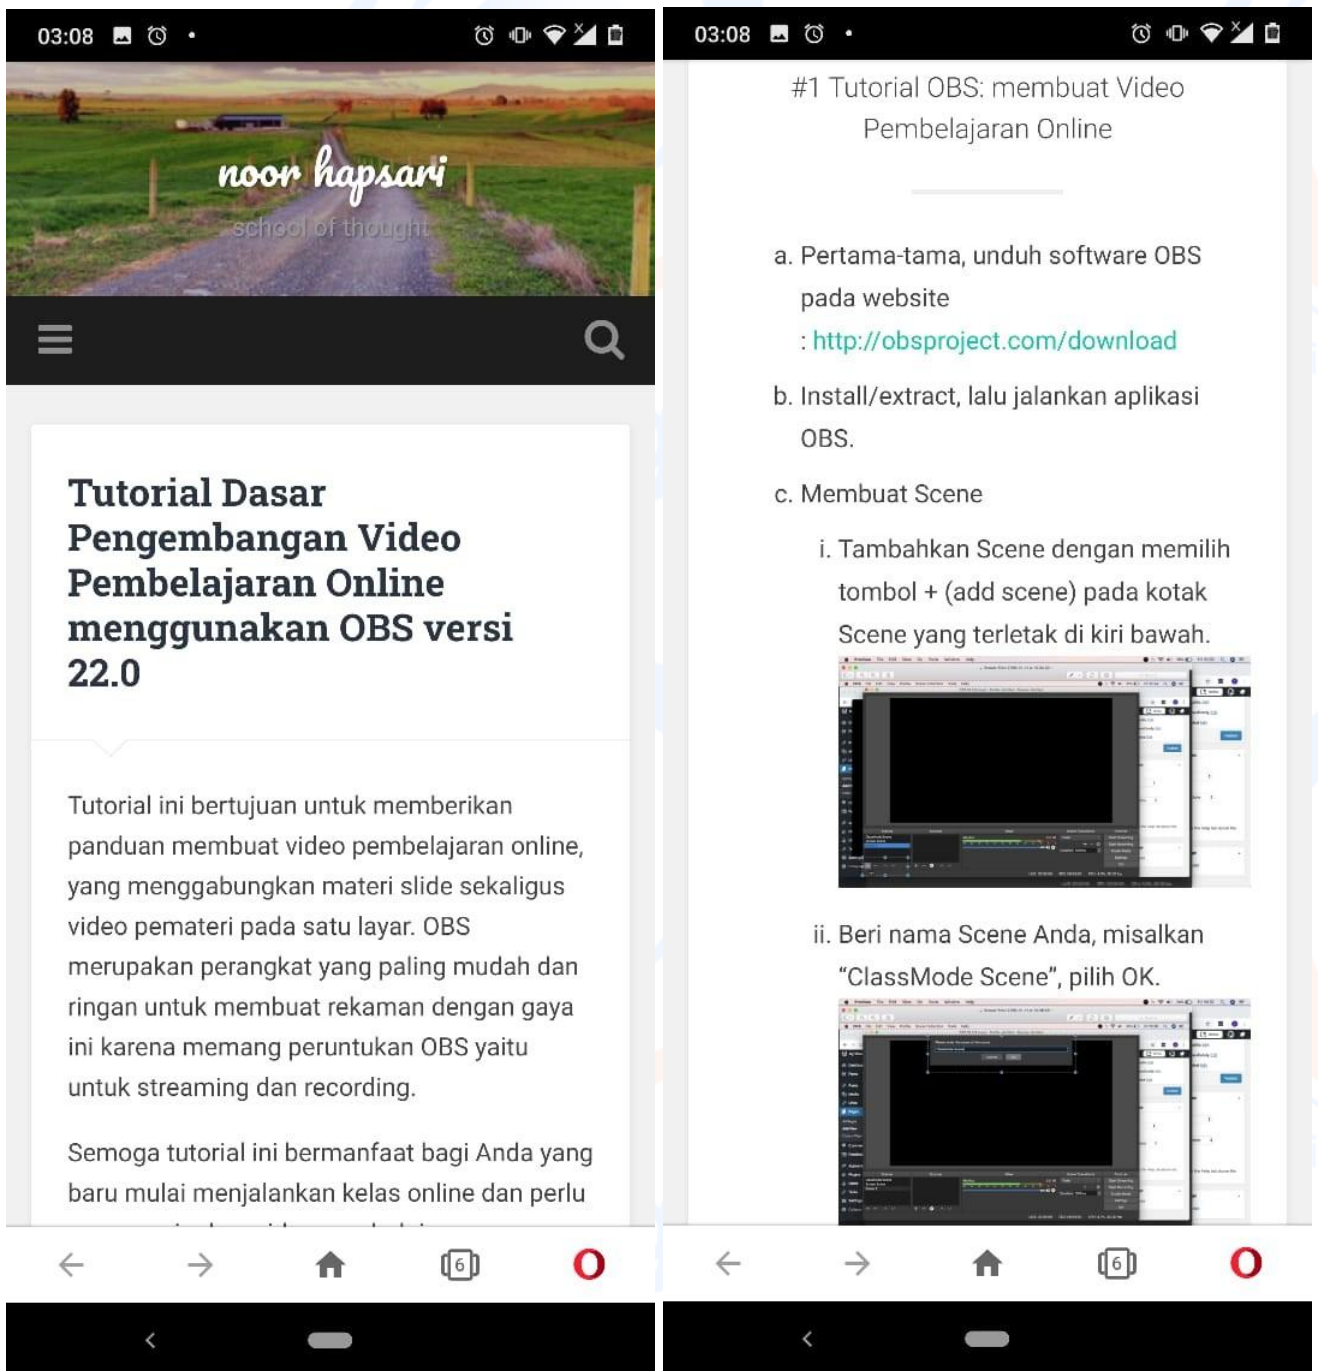 03:08
noor hapsari
school of thought
Tutorial Dasar
Pengembangan Video
Pembelajaran Online
menggunakan OBS versi
22.0
Tutorial ini bertujuan untuk memberikan
panduan membuat video pembelajaran online,
yang menggabungkan materi slide sekaligus
video pemateri pada satu layar. OBS
merupakan perangkat yang paling mudah dan
ringan untuk membuat rekaman dengan gaya
ini karena memang peruntukan OBS yaitu
untuk streaming dan recording.
Semoga tutorial ini bermanfaat bagi Anda yang
baru mulai menjalankan kelas online dan perlu
6
03:08
#1 Tutorial OBS: membuat Video
Pembelajaran Online
a. Pertama-tama, unduh software OBS
pada website
: http://obsproject.com/download
b. Install/extract, lalu jalankan aplikasi
OBS.
c. Membuat Scene
i. Tambahkan Scene dengan memilih
tombol + (add scene) pada kotak
Scene yang terletak di kiri bawah.
ii. Beri nama Scene Anda, misalkan
“ClassMode Scene”, pilih OK.
6